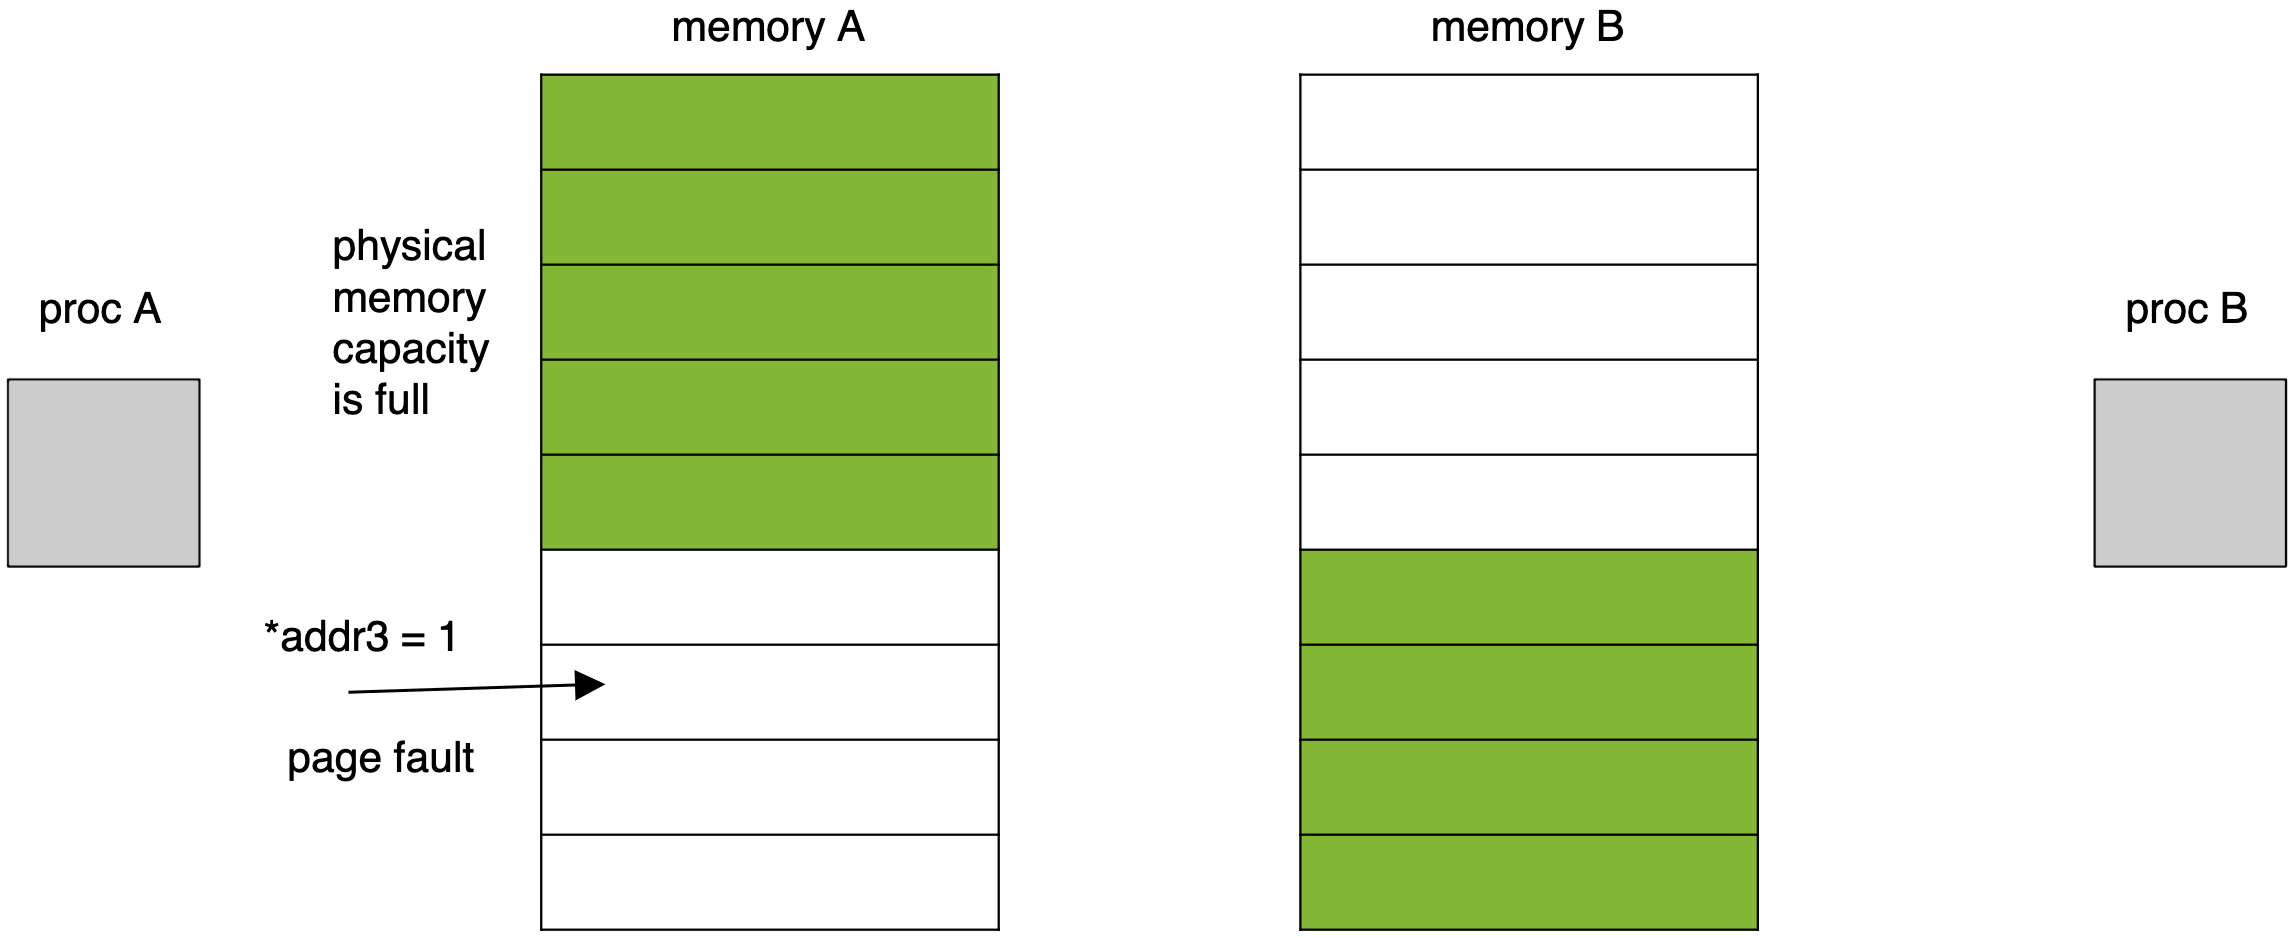 memory A
memory B
physical
memory
capacity
is full
proc A
proc B
*addr3 = 1
page fault